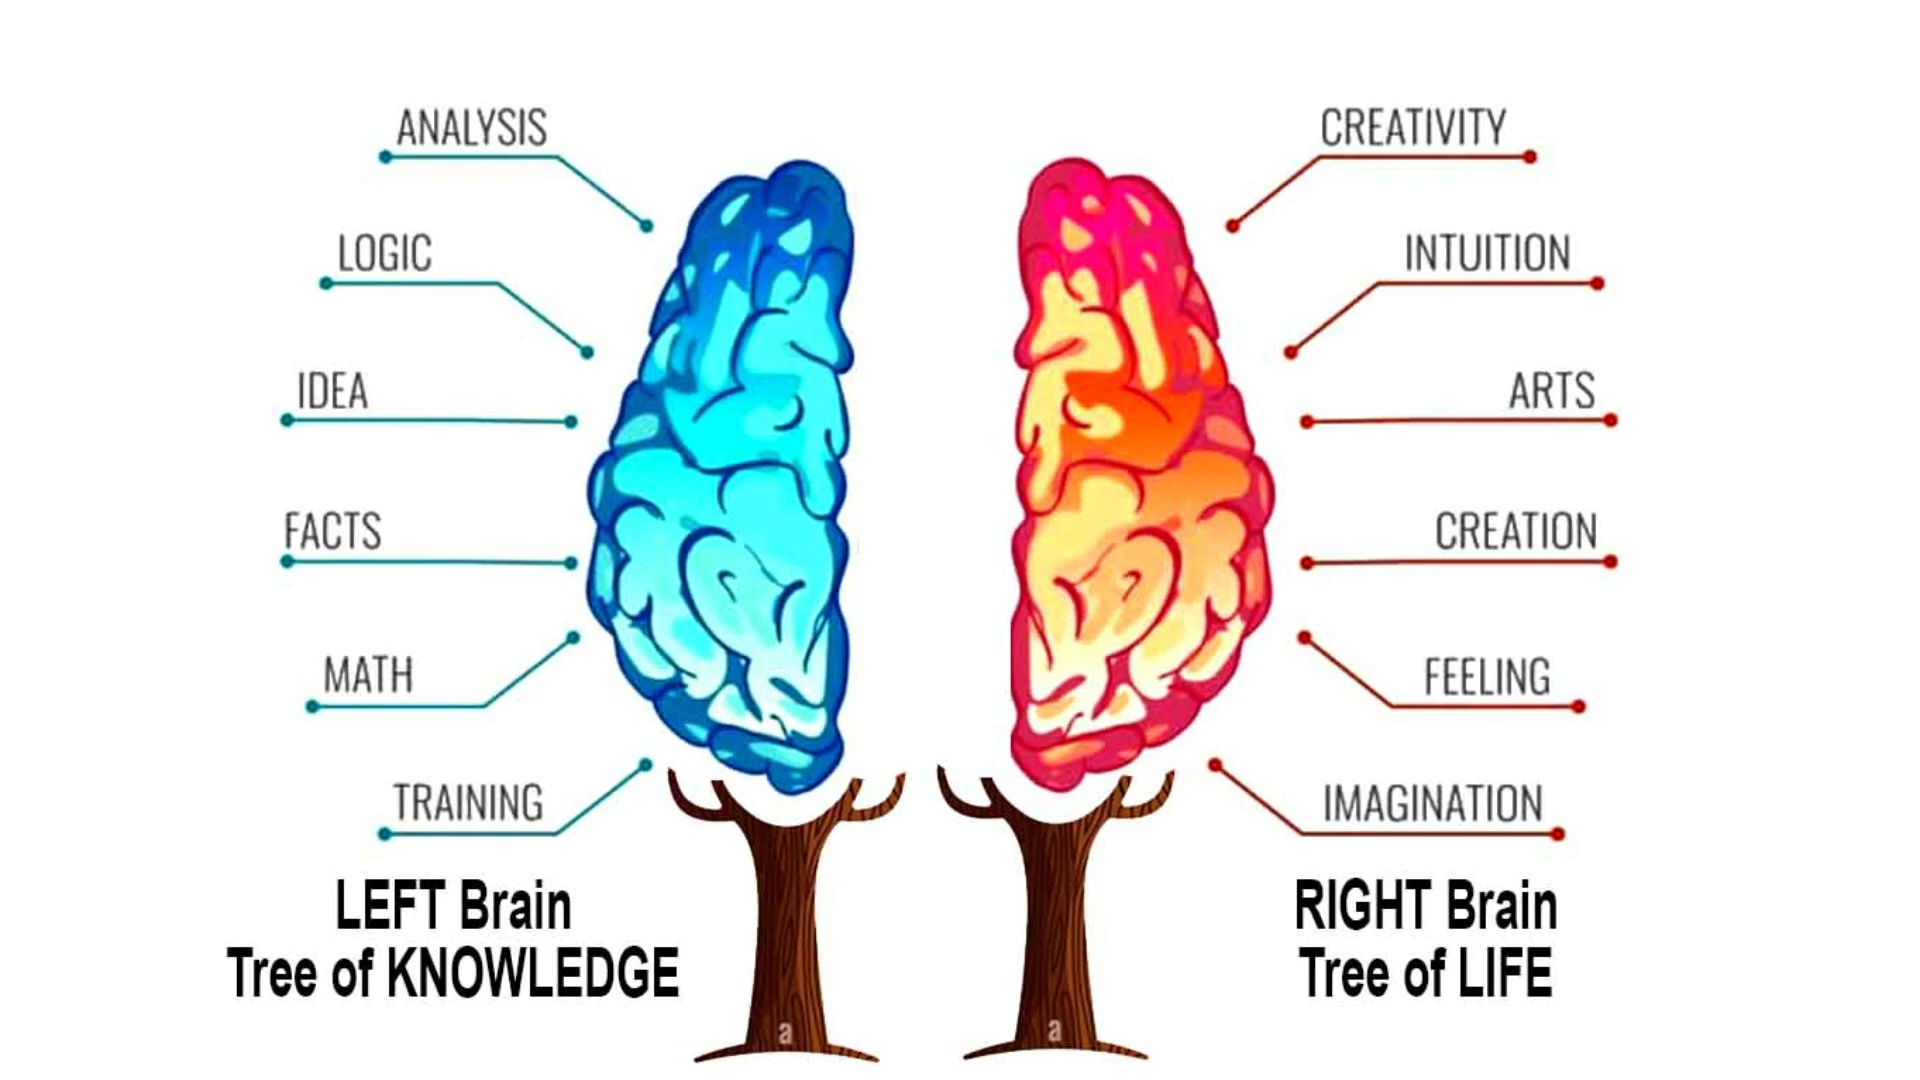 ANALYSIS
LOGIC
IDEA
FACTS
MATH
TRAINING
LEFT Brain
Tree of KNOWLEDGE
CREATIVITY
INTUITION
ARTS
CREATION
FEELING
IMAGINATION
RIGHT Brain
Tree of LIFE
a
a